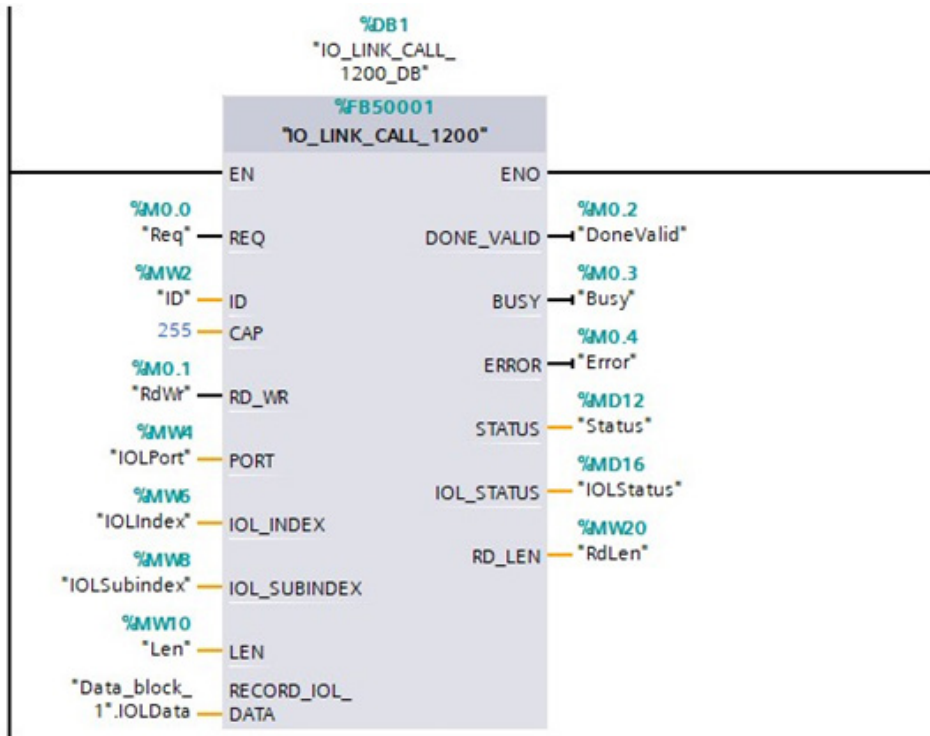 %DB1
"IO_LINK_CALL_
1200_DB"
%FB50001
"IO_LINK_CALL_1200"
EN ENO
%M0.0 %M0.2
"Req" REQ DONE_VALID "DoneValid"
%MW2 %M0.3
"ID" ID BUSY "Busy"
255 CAP
%M0.4
%M0.1 ERROR "Error"
"RdWr" RD_WR
%MD12
%MW4 STATUS "Status"
"IOLPort" PORT
%MD16
%MW6 IOL_STATUS "IOLStatus"
"IOLIndex" IOL_INDEX
%MW20
%MW8 RD_LEN "RdLen"
"IOLSubindex" IOL_SUBINDEX
%MW10
"Len" LEN
"Data_block_ RECORD_IOL_
1".IOLData DATA